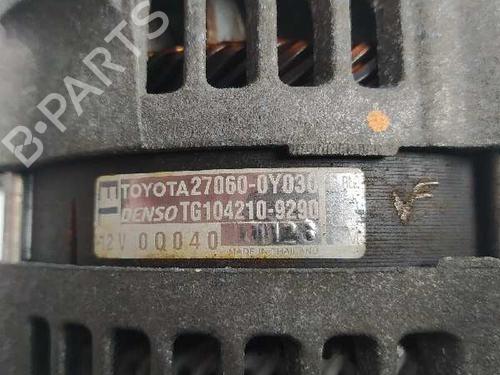 B-PARTS
TOYOTA 27060-0Y030
DENSO TG104210-9290
12V 0Q040
MADE IN THAILAND